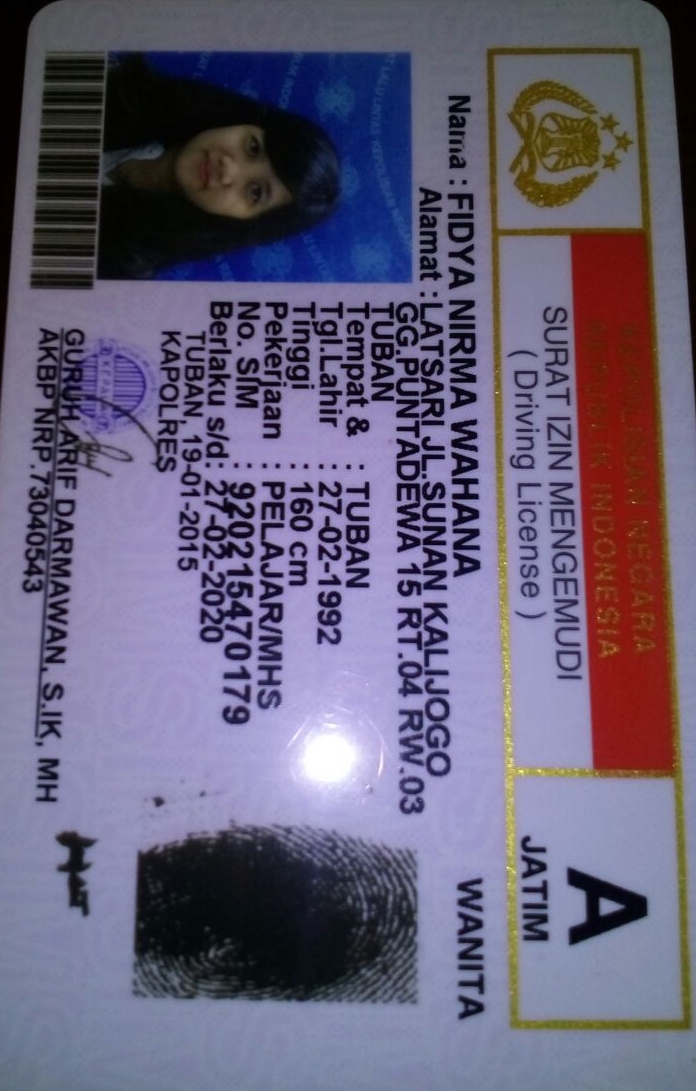 KEPOLISIAN NEGARA
REPUBLIK INDONESIA
SURAT IZIN MENGEMUDI
( Driving License )
A
JATIM
Nama : FIDYA NIRMA WAHANA
WANITA
Alamat : LATSARI JL.SUNAN KALIJOGO
GG.PUNTADEWA 15 RT.04 RW.03
TUBAN
Tempat & : TUBAN
Tgl.Lahir : 27-02-1992
Tinggi : 160 cm
Pekerjaan : PELAJAR/MHS
No. SIM : 920215470179
Berlaku s/d : 27-02-2020
TUBAN, 19-01-2015
KAPOLRES
GURUH ARIF DARMAWAN, S.IK, MH
AKBP NRP.73040543